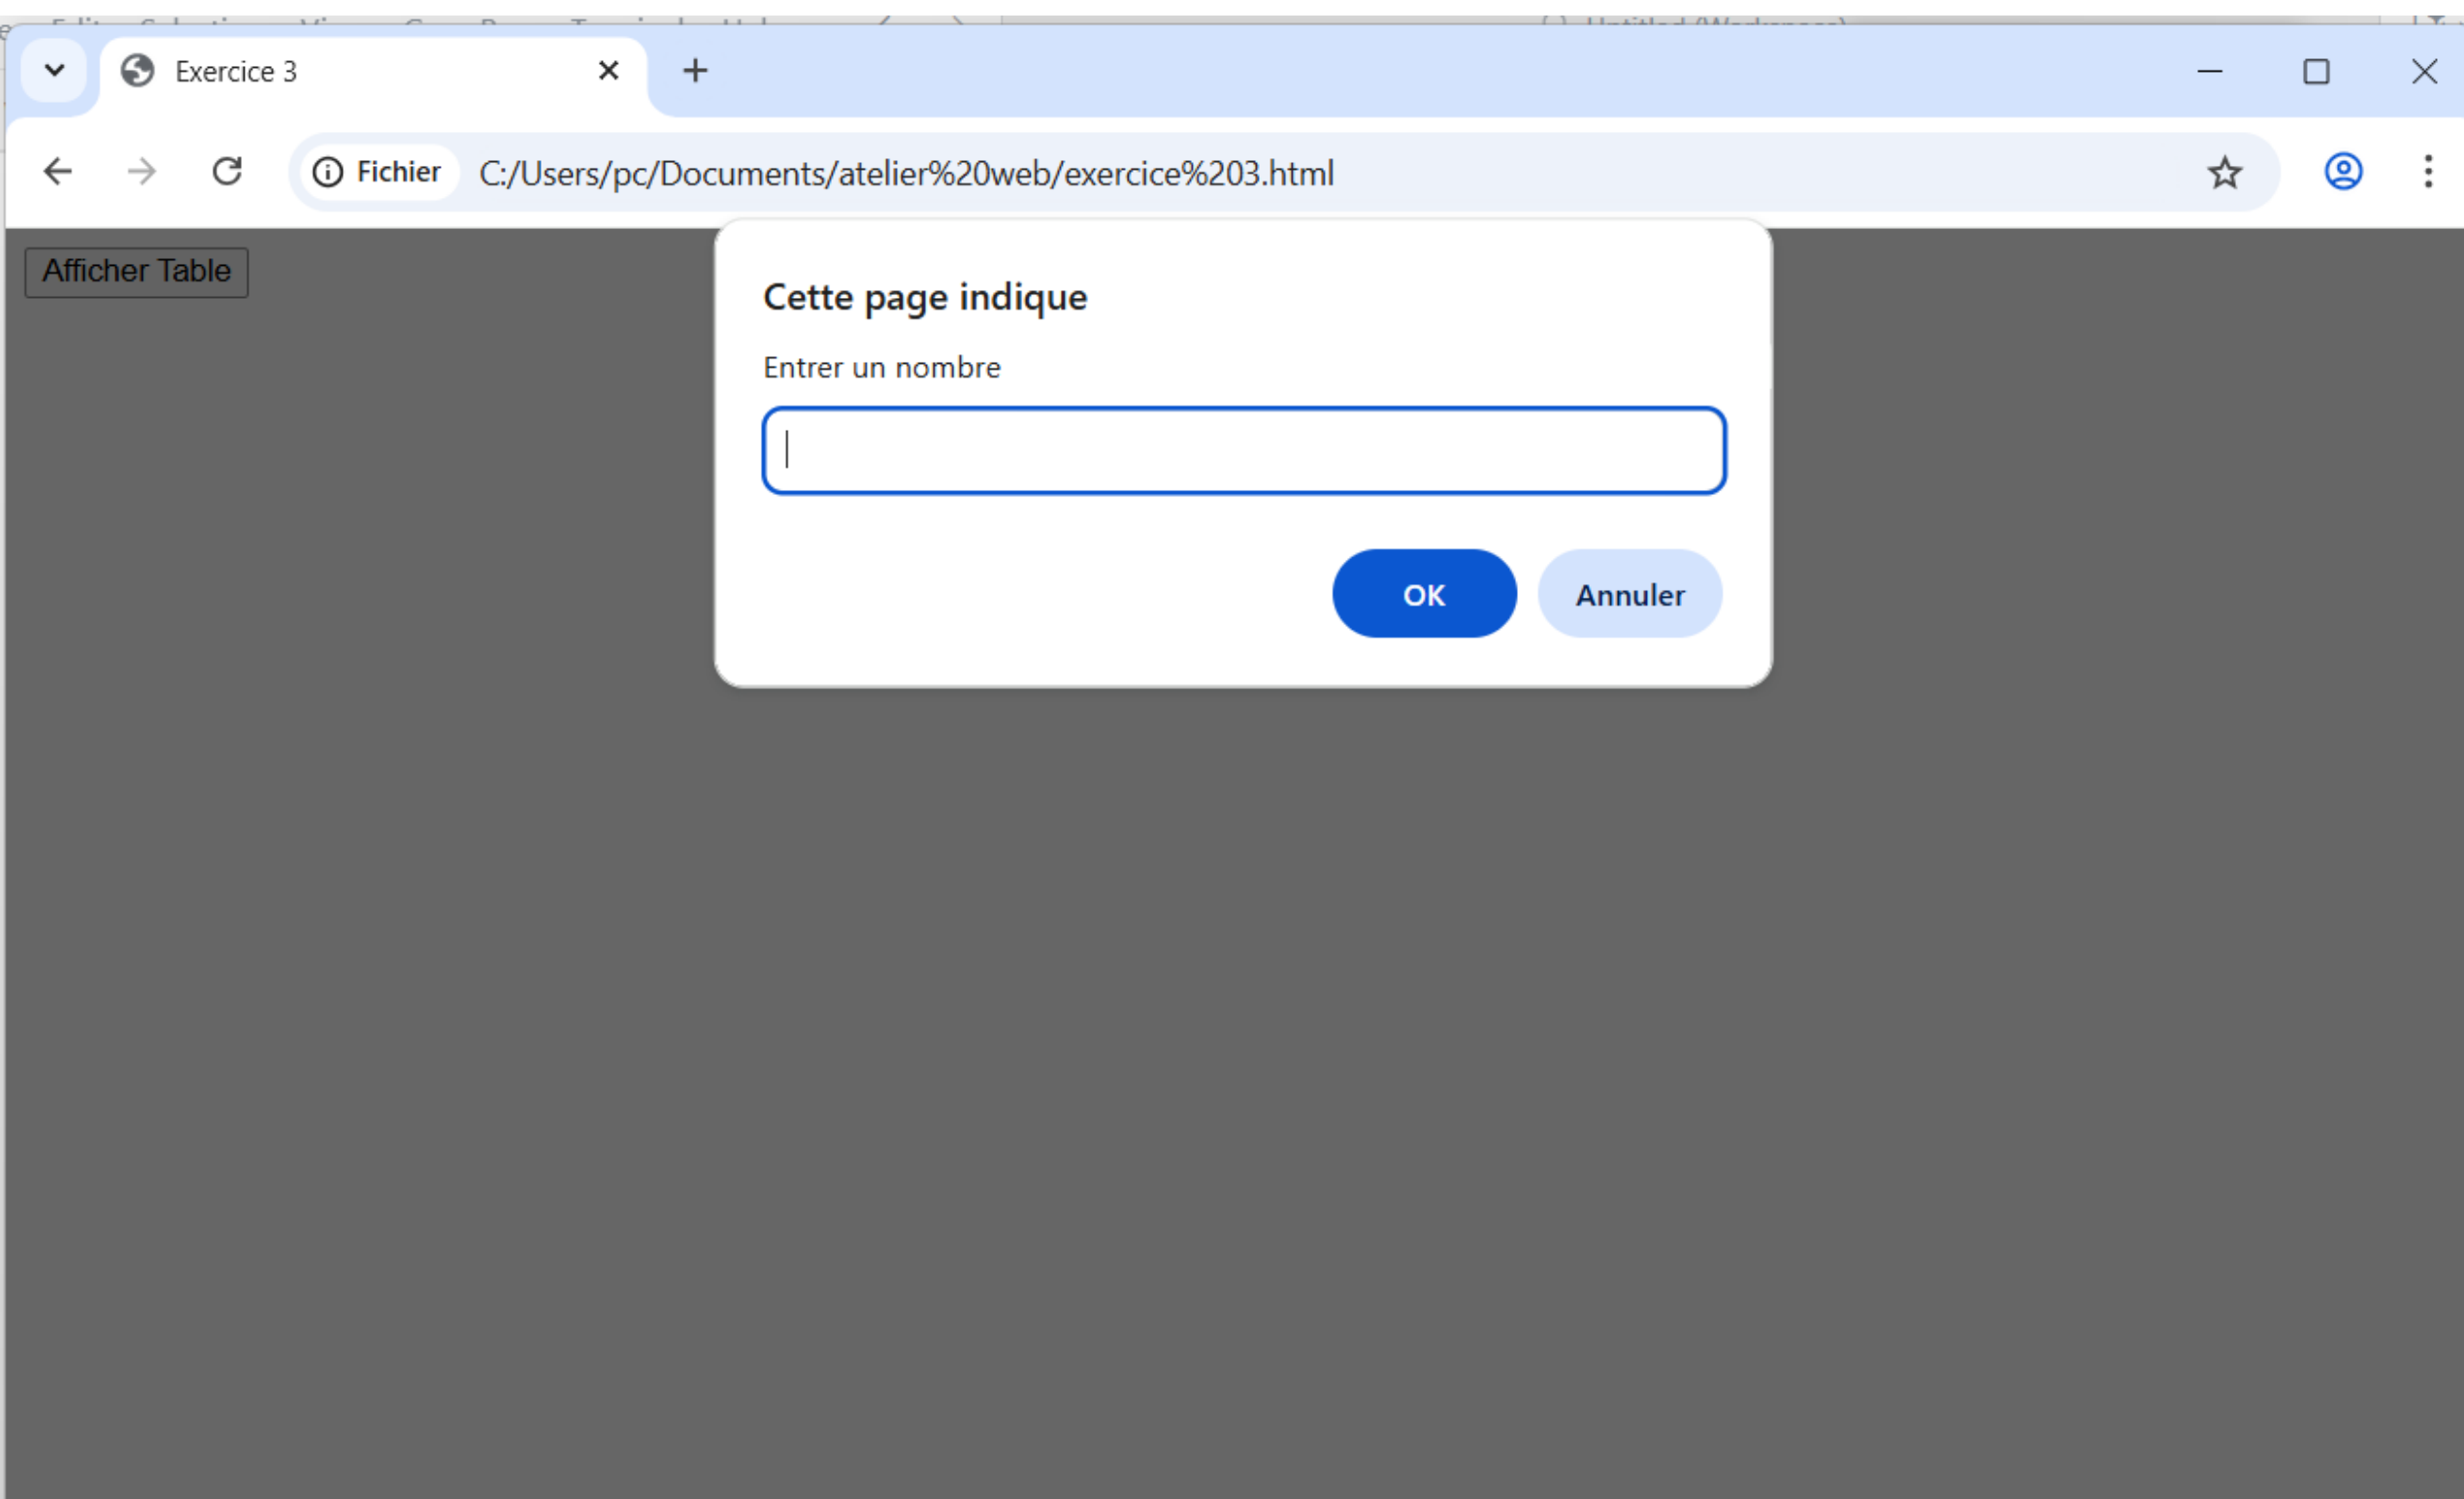 Exercice 3
Fichier C:/Users/pc/Documents/atelier%20web/exercice%203.html
Afficher Table
Cette page indique
Entrer un nombre
OK Annuler